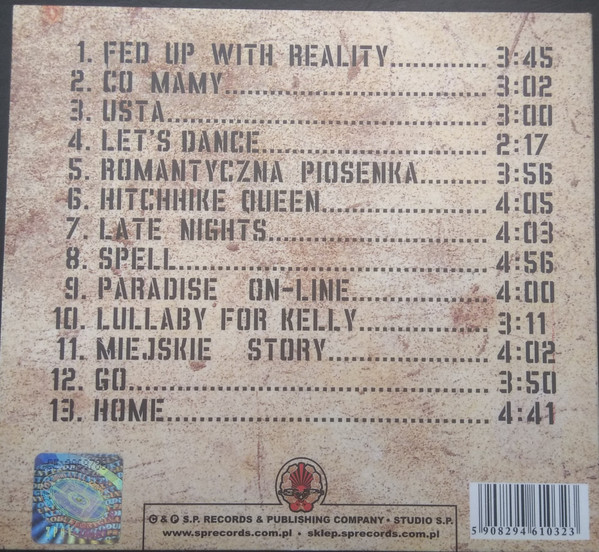 1. FED UP WITH REALITY.............. 3:45
2. CO MAMY.............................. 3:02
3. USTA.................................... 3:00
4. LET'S DANCE.......................... 2:17
5. ROMANTYCZNA PIOSENKA....... 3:56
6. HITCHHIKE QUEEN.................. 4:05
7. LATE NIGHTS......................... 4:03
8. SPELL.................................. 4:56
9. PARADISE ON-LINE................ 4:00
10. LULLABY FOR KELLY.............. 3:11
11. MIEJSKIE STORY.................. 4:02
12. GO...................................... 3:50
13. HOME.................................. 4:41
© & ℗ S.P. RECORDS & PUBLISHING COMPANY • STUDIO S.P.
www.sprecords.com.pl • sklep.sprecords.com.pl
5 908294 610323